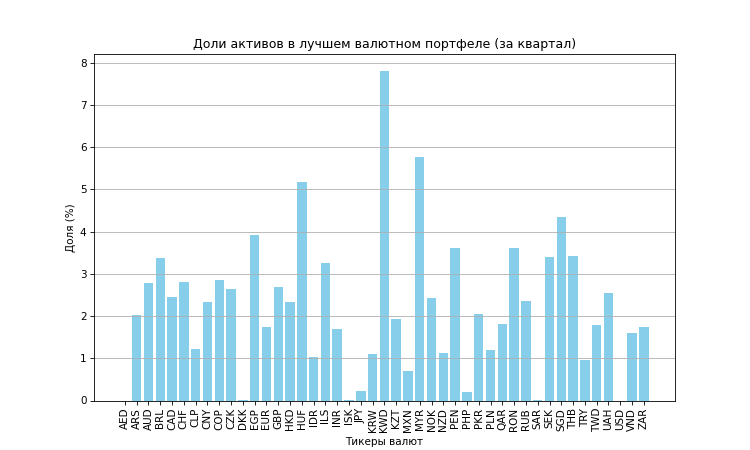 Доли активов в лучшем валютном портфеле (за квартал)
8
7
6
5
4
3
2
1
0
Доля (%)
AED ARS AUD BRL CAD CHF CLP CNY COP CZK DKK EGP EUR GBP HKD HUF IDR ILS INR ISK JPY KRW KWD KZT MXN MYR NOK NZD PEN PHP PKR PLN QAR RON RUB SAR SEK SGD THB TRY TWD UAH USD VND ZAR
Тикеры валют